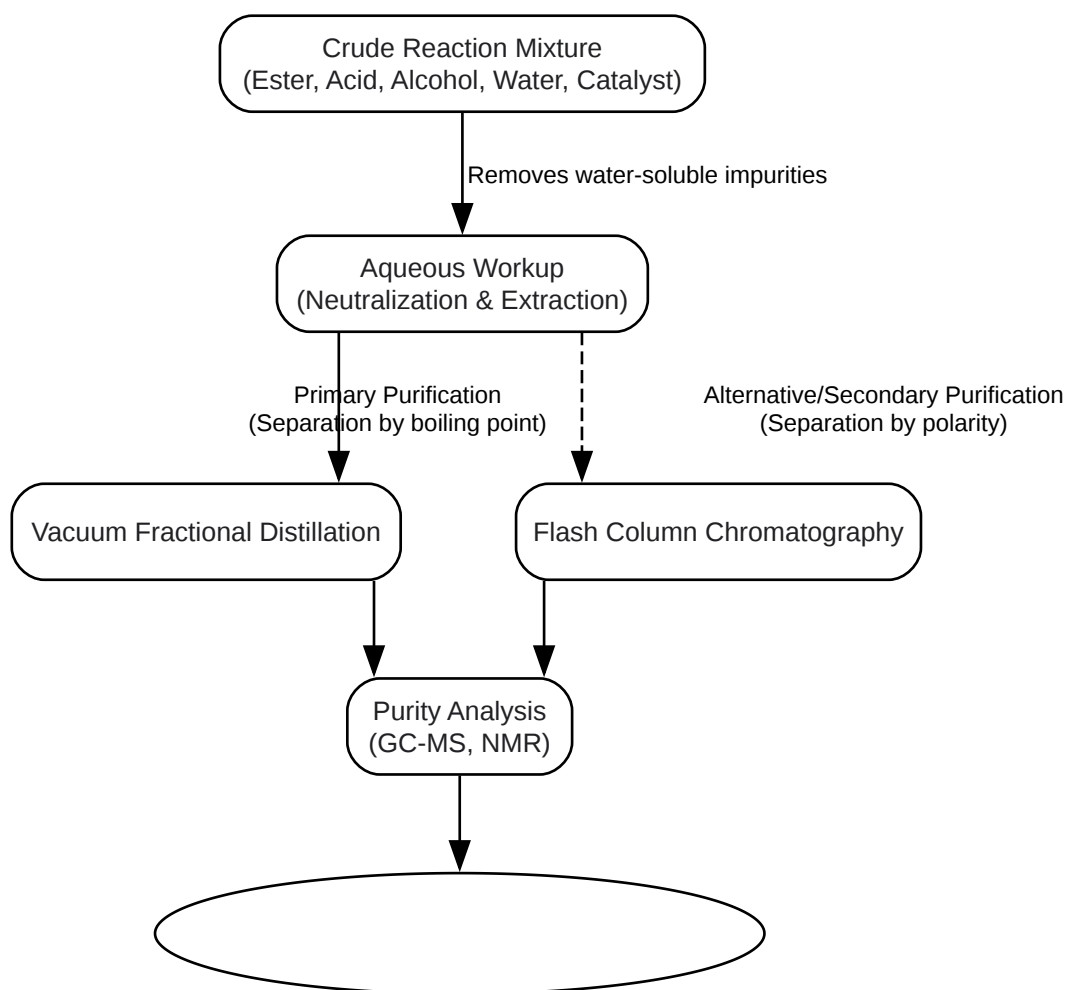 Crude Reaction Mixture
(Ester, Acid, Alcohol, Water, Catalyst)
Removes water-soluble impurities
Aqueous Workup
(Neutralization & Extraction)
Primary Purification
(Separation by boiling point)
Alternative/Secondary Purification
(Separation by polarity)
Vacuum Fractional Distillation
Flash Column Chromatography
Purity Analysis
(GC-MS, NMR)